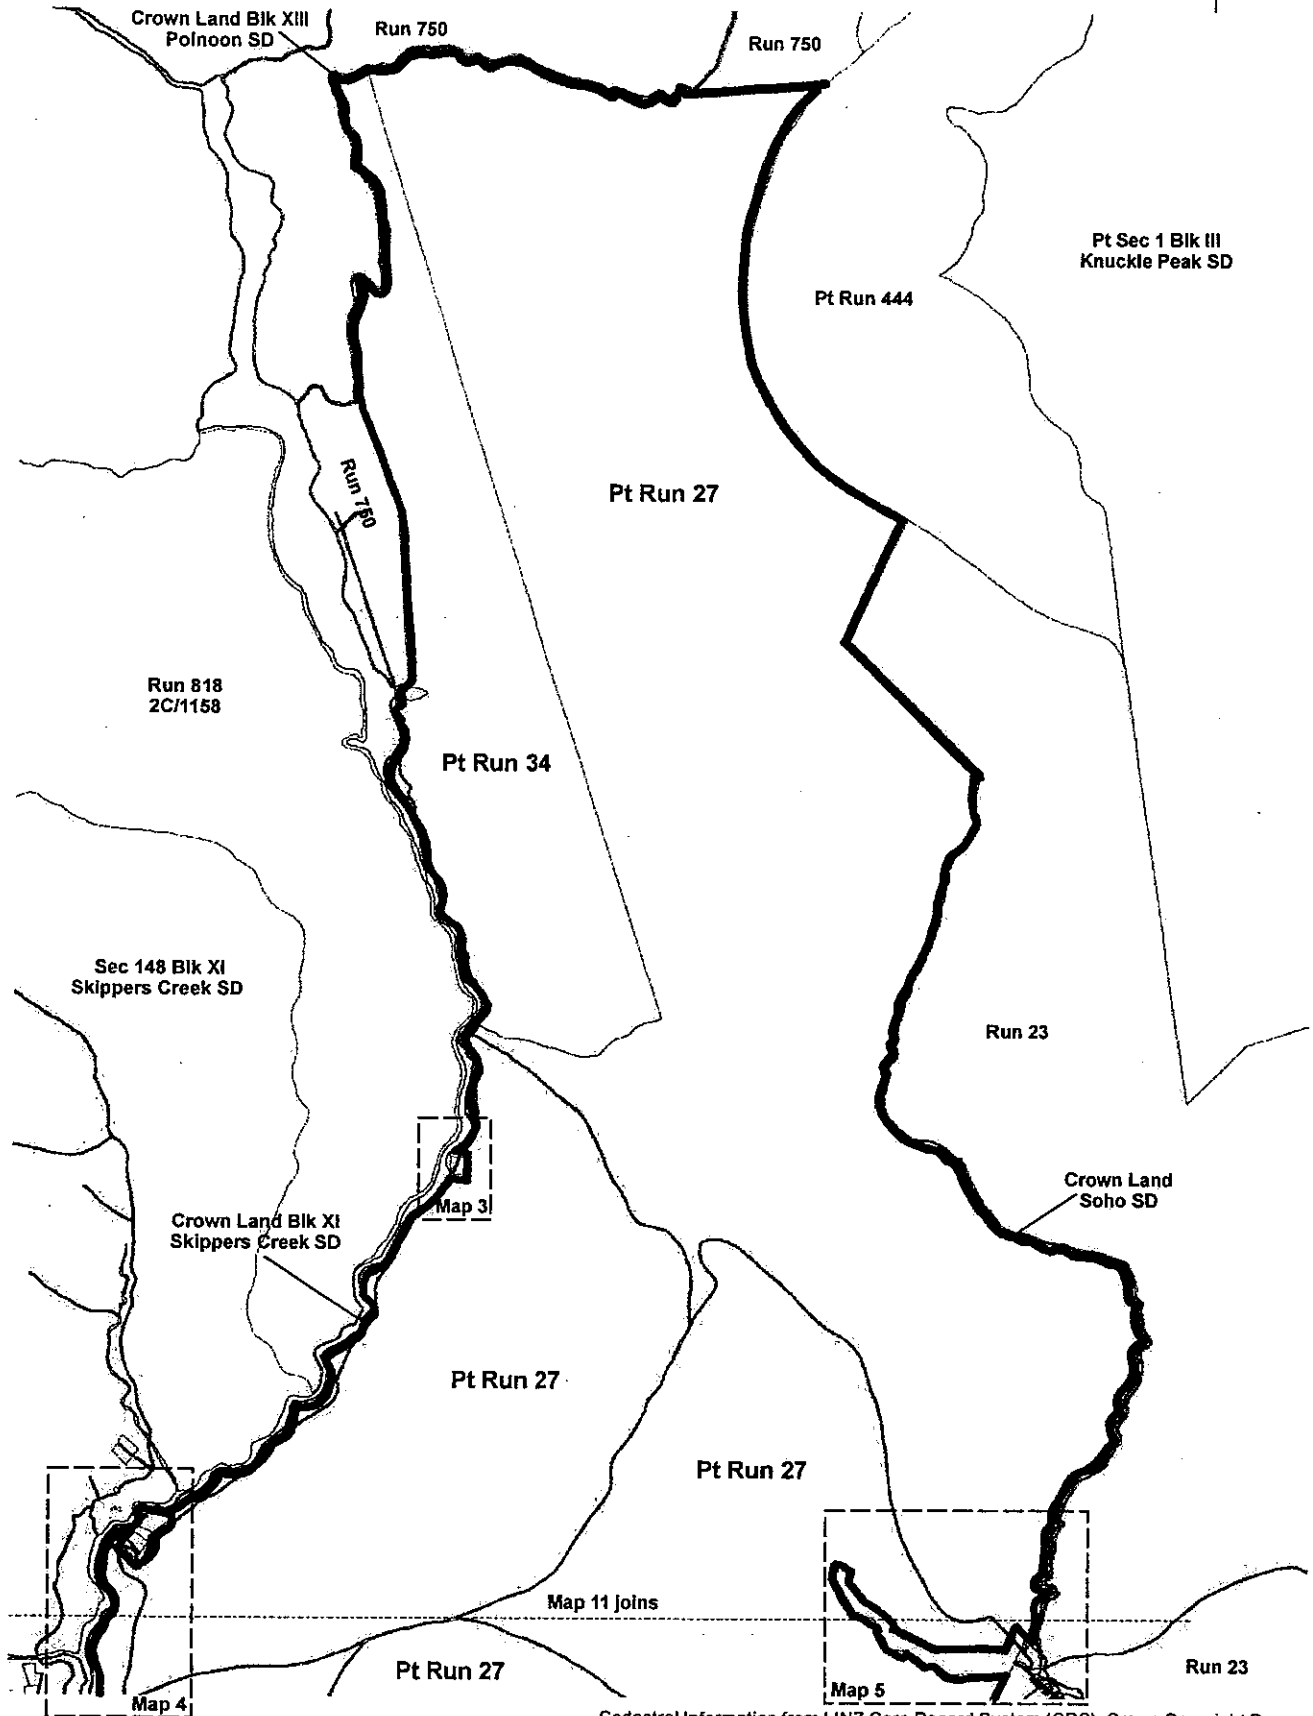 Crown Land Blk XIII
Polnoon SD
Run 750
Run 750
Pt Sec 1 Blk III
Knuckle Peak SD
Pt Run 444
Run 750
Pt Run 27
Run 818
2C/1158
Pt Run 34
Sec 148 Blk XI
Skippers Creek SD
Run 23
Crown Land
Soho SD
Map 3
Crown Land Blk XI
Skippers Creek SD
Pt Run 27
Pt Run 27
Map 11 joins
Pt Run 27
Run 23
Map 4
Map 5